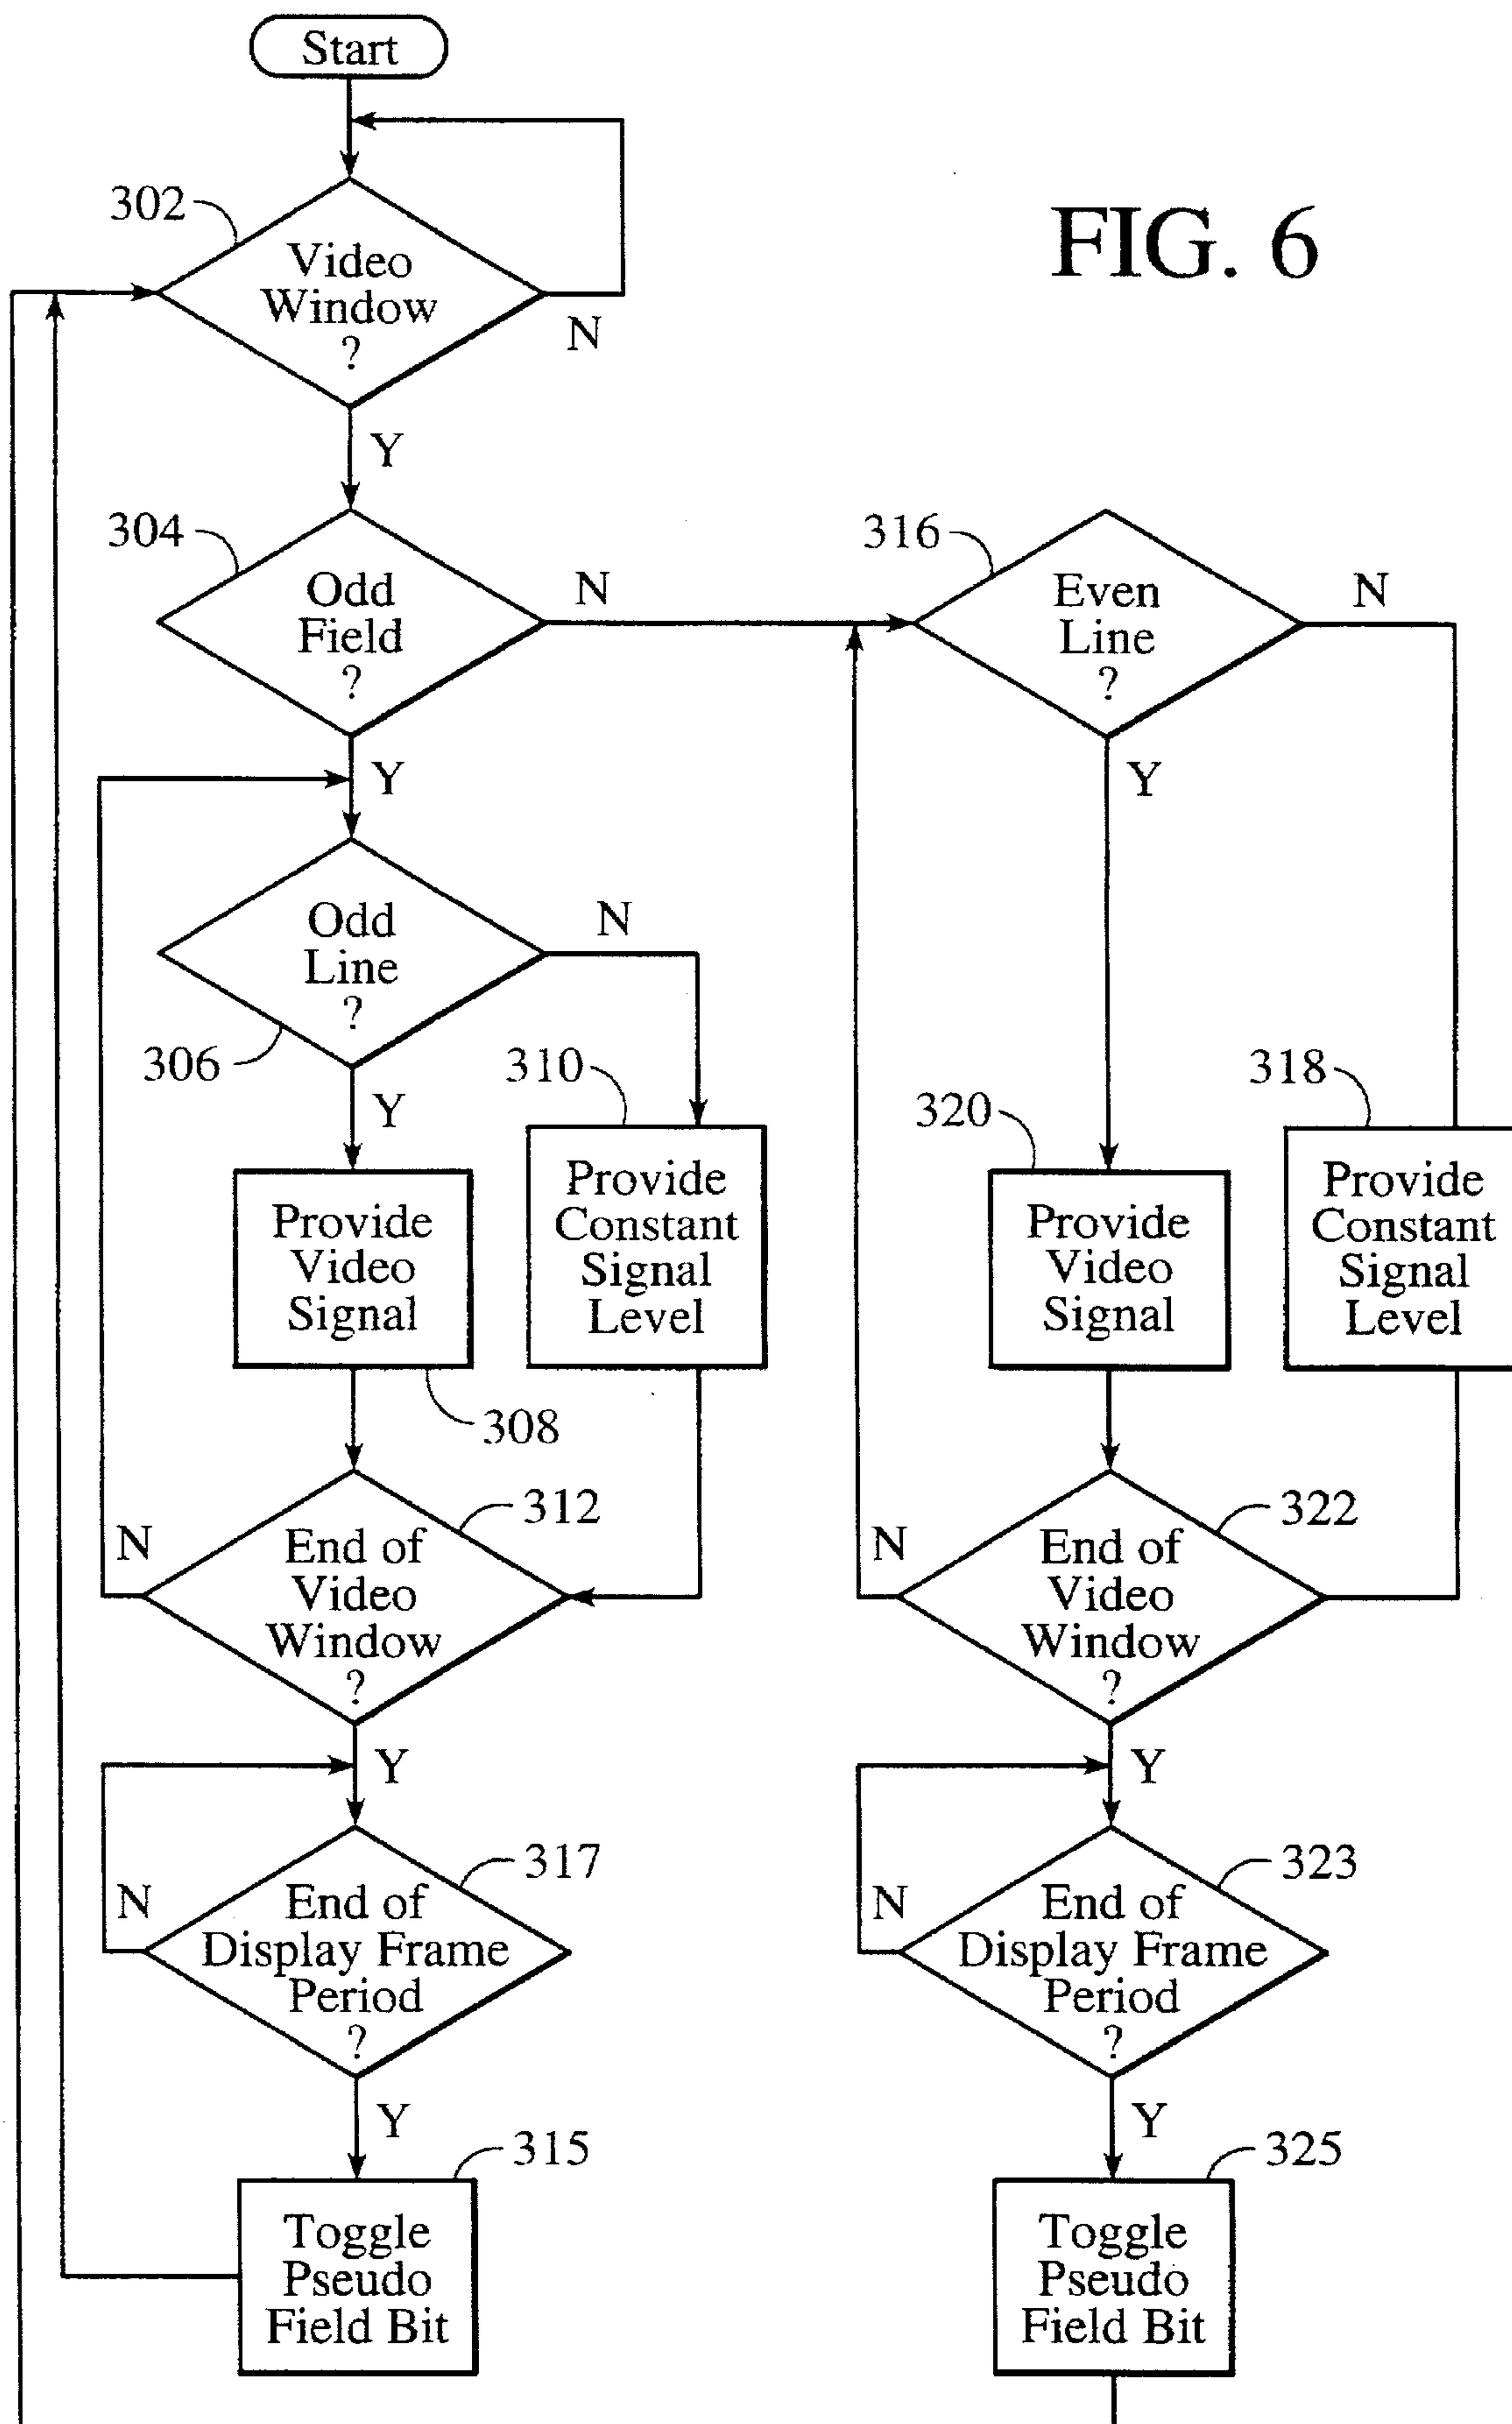 Start
FIG. 6
302
Video
Window
?
N
Y
304
Odd
Field
?
N
Y
316
Even
Line
?
N
Y
Odd
Line
?
306
N
Y
310
Provide
Constant
Signal
Level
Provide
Video
Signal
308
320
Provide
Video
Signal
318
Provide
Constant
Signal
Level
312
End of
Video
Window
?
N
Y
322
End of
Video
Window
?
N
Y
317
End of
Display Frame
Period
?
N
Y
323
End of
Display Frame
Period
?
N
Y
315
Toggle
Pseudo
Field Bit
325
Toggle
Pseudo
Field Bit